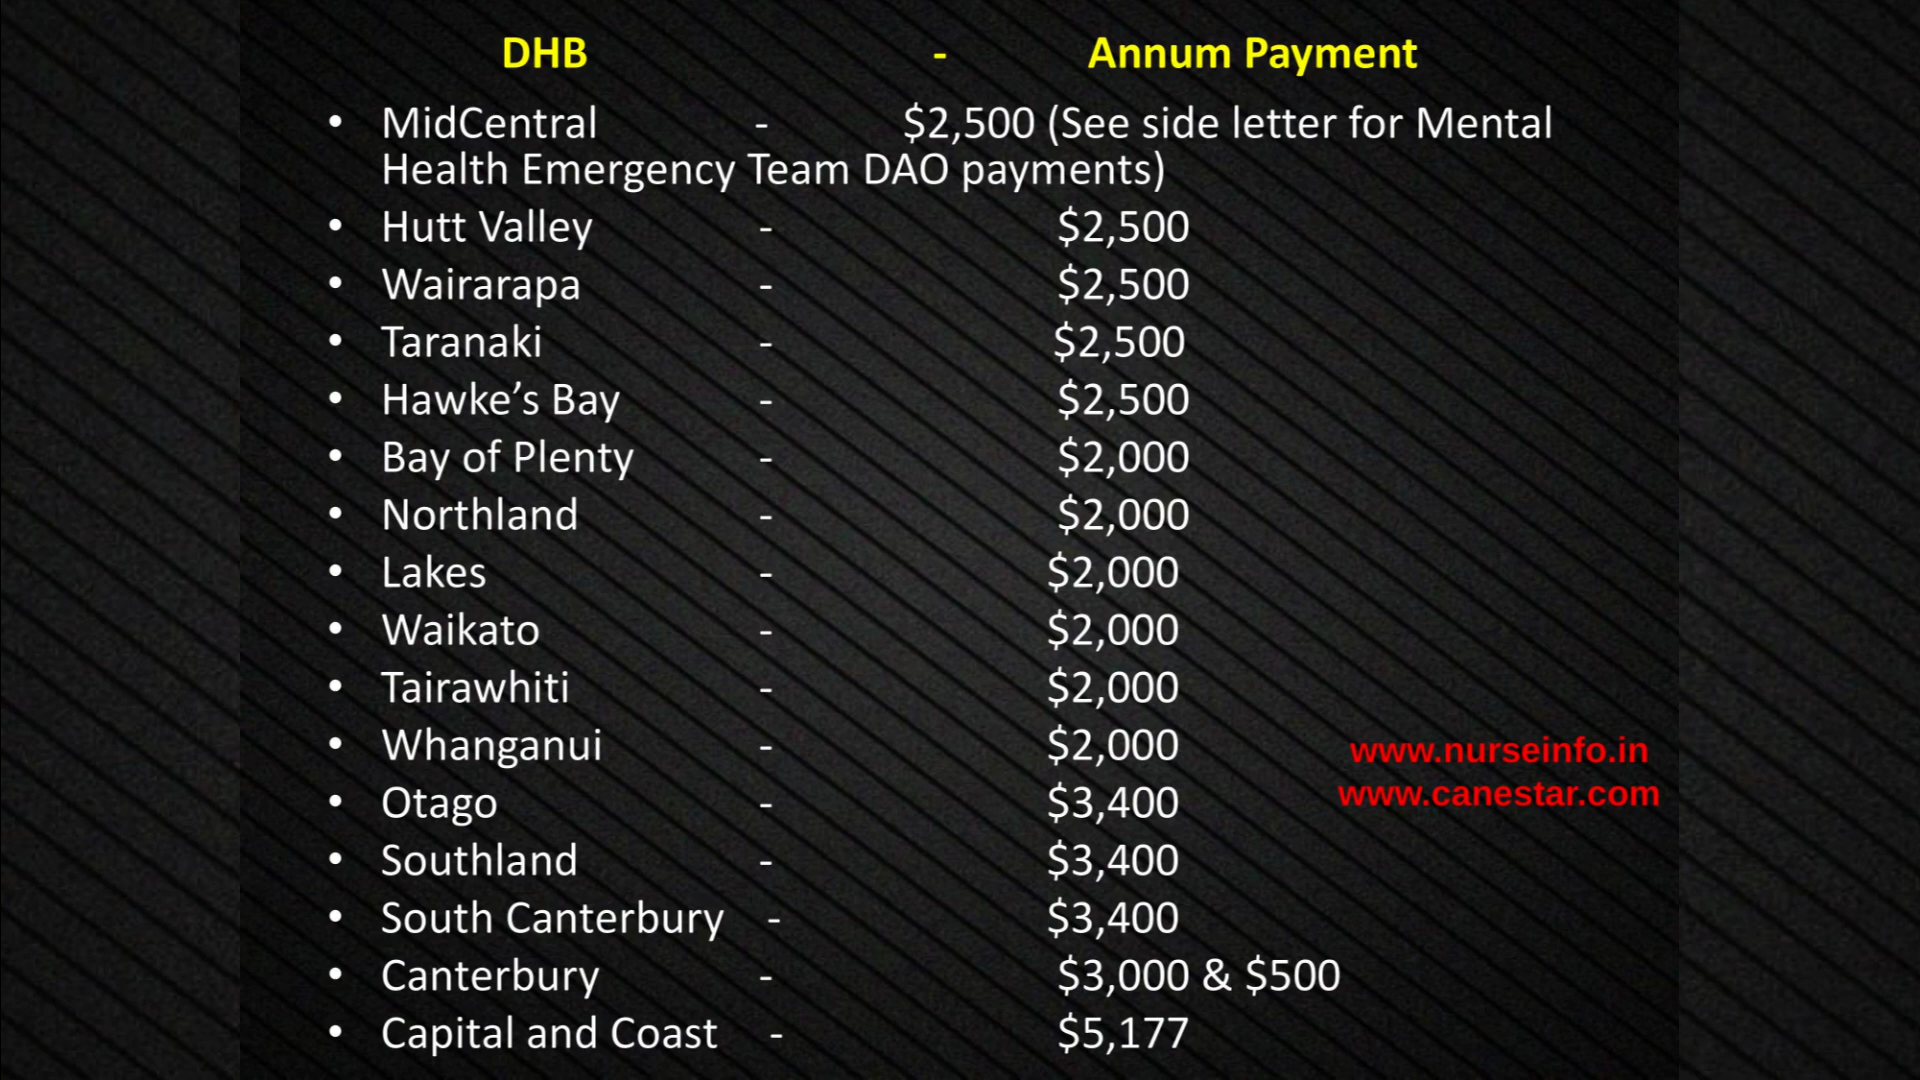 DHB - Annum Payment
• MidCentral - $2,500 (See side letter for Mental
Health Emergency Team DAO payments)
• Hutt Valley - $2,500
• Wairarapa - $2,500
• Taranaki - $2,500
• Hawke’s Bay - $2,500
• Bay of Plenty - $2,000
• Northland - $2,000
• Lakes - $2,000
• Waikato - $2,000
• Tairawhiti - $2,000
• Whanganui - $2,000
www.nurseinfo.in
www.canestar.com
• Otago - $3,400
• Southland - $3,400
• South Canterbury - $3,400
• Canterbury - $3,000 & $500
• Capital and Coast - $5,177